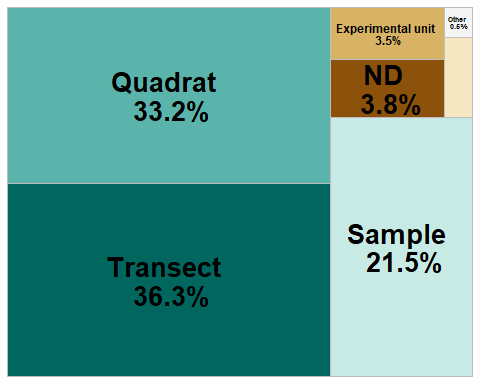 Quadrat
33.2%
Transect
36.3%
Experimental unit
3.5%
ND
3.8%
Other
0.6%
Sample
21.5%